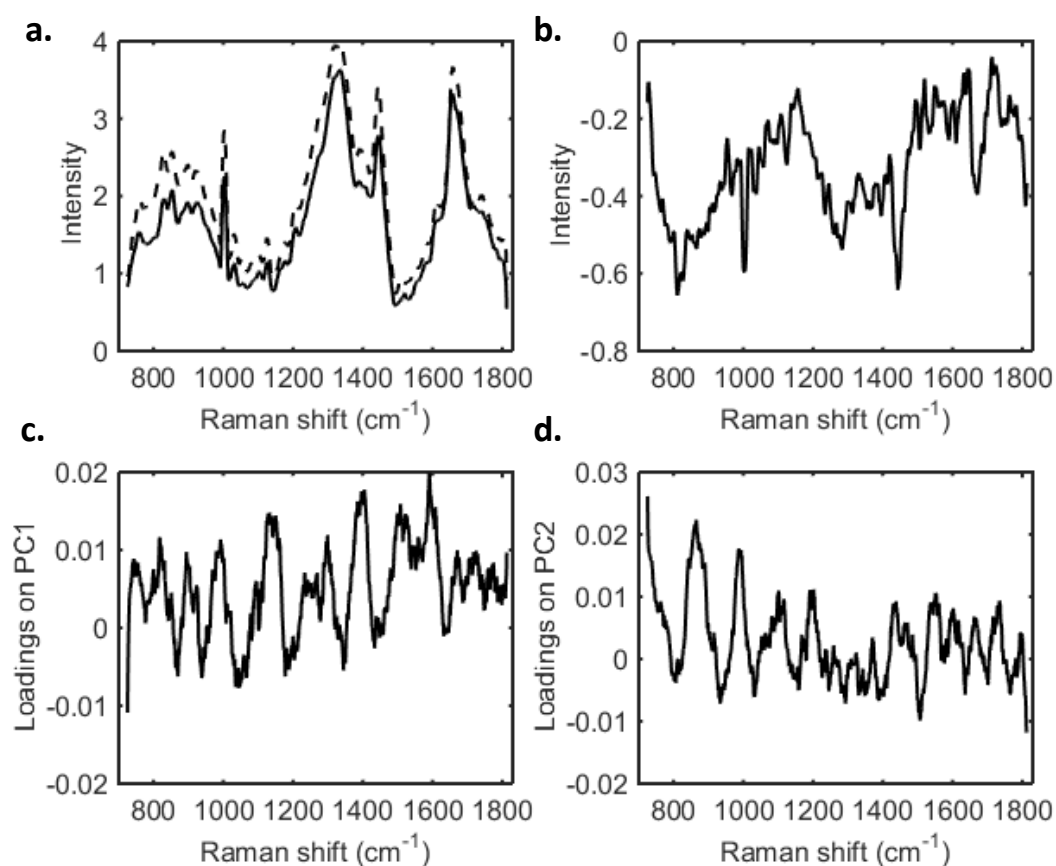 a.
4
3
2
1
0
Intensity
800 1000 1200 1400 1600 1800
Raman shift (cm⁻¹)
b.
0
-0.2
-0.4
-0.6
-0.8
Intensity
800 1000 1200 1400 1600 1800
Raman shift (cm⁻¹)
c.
0.02
0.01
0
-0.01
-0.02
Loadings on PC1
800 1000 1200 1400 1600 1800
Raman shift (cm⁻¹)
d.
0.03
0.02
0.01
0
-0.01
-0.02
Loadings on PC2
800 1000 1200 1400 1600 1800
Raman shift (cm⁻¹)